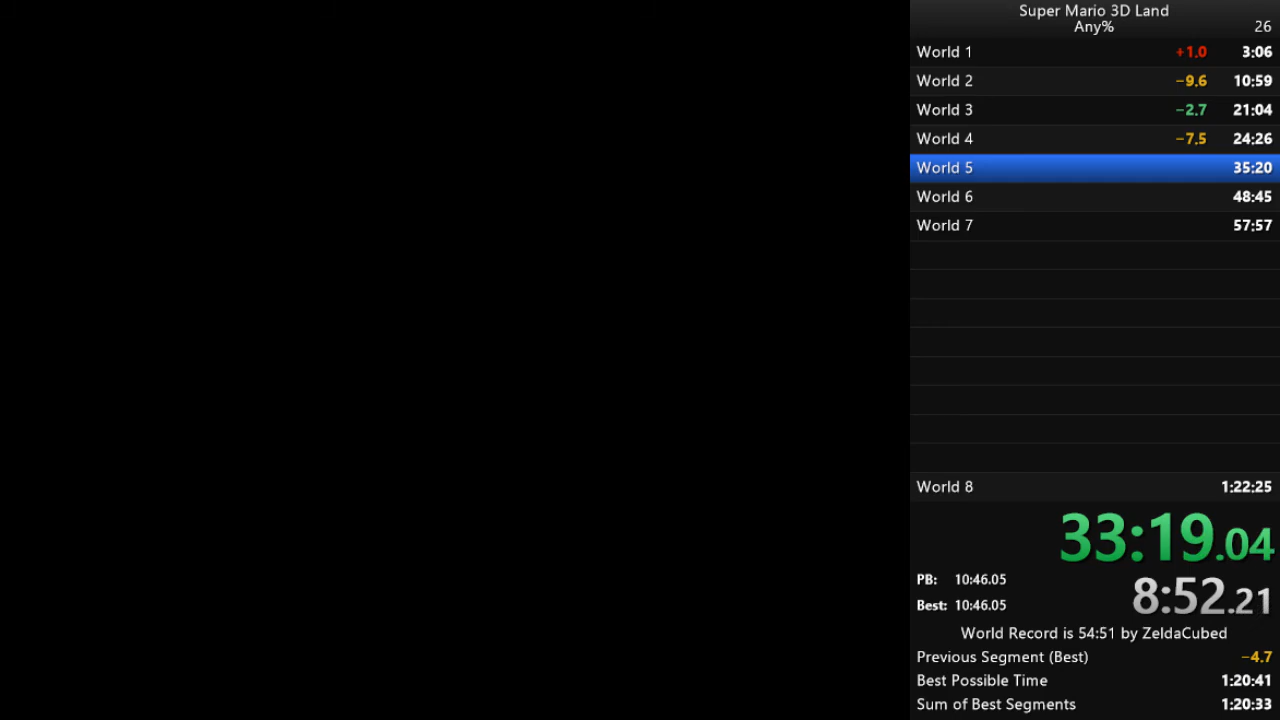 Super Mario 3D Land
Any% 26
World 1 +1.0 3:06
World 2 −9.6 10:59
World 3 −2.7 21:04
World 4 −7.5 24:26
World 5 35:20
World 6 48:45
World 7 57:57
World 8 1:22:25
33:19.04
PB: 10:46.05
8:52.21
Best: 10:46.05
World Record is 54:51 by ZeldaCubed
Previous Segment (Best) −4.7
Best Possible Time 1:20:41
Sum of Best Segments 1:20:33